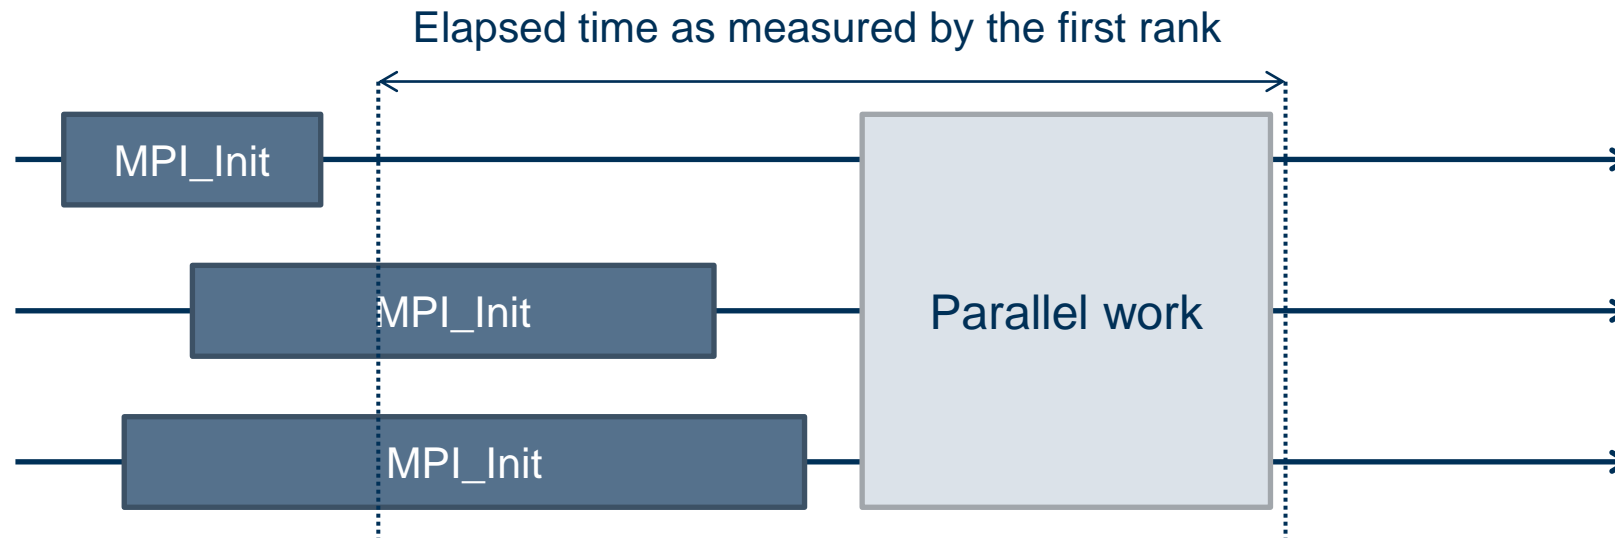 Elapsed time as measured by the first rank
MPI_Init
MPI_Init
Parallel work
MPI_Init